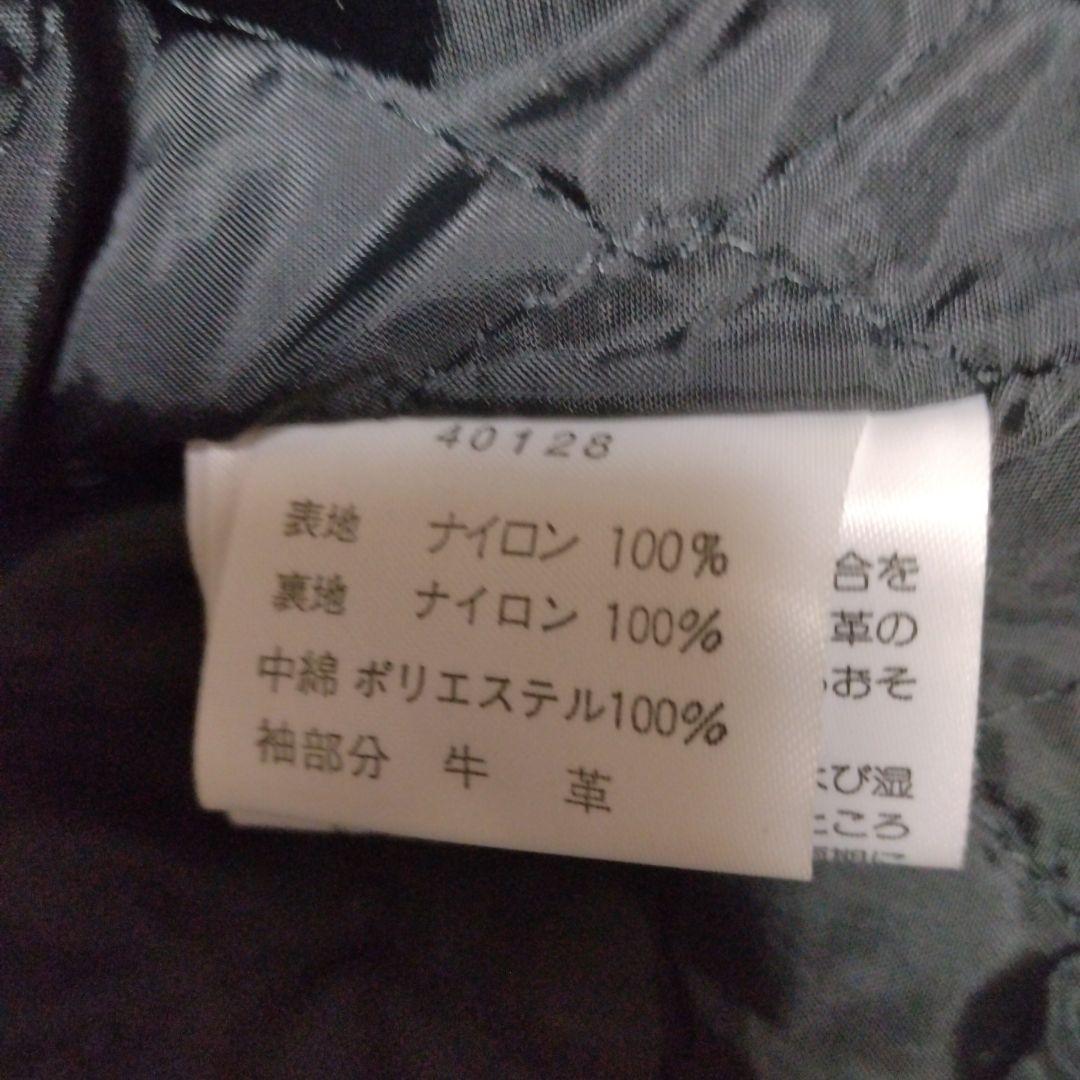 40128
表地 ナイロン 100%
裏地 ナイロン 100%
中綿 ポリエステル100%
袖部分 牛 革
合を
革の
おそ
び湿
ころ